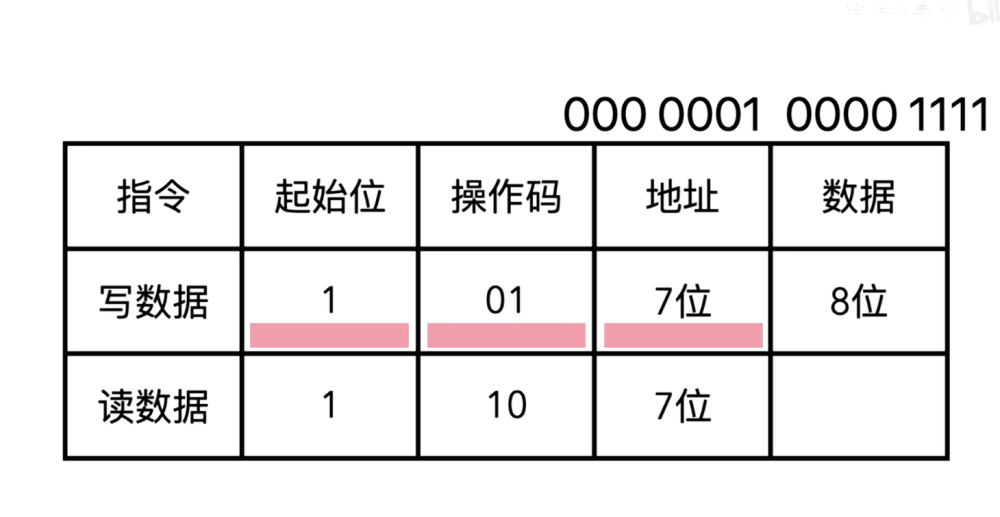 000 0001 0000 1111
指令 起始位 操作码 地址 数据
写数据 1 01 7位 8位
读数据 1 10 7位